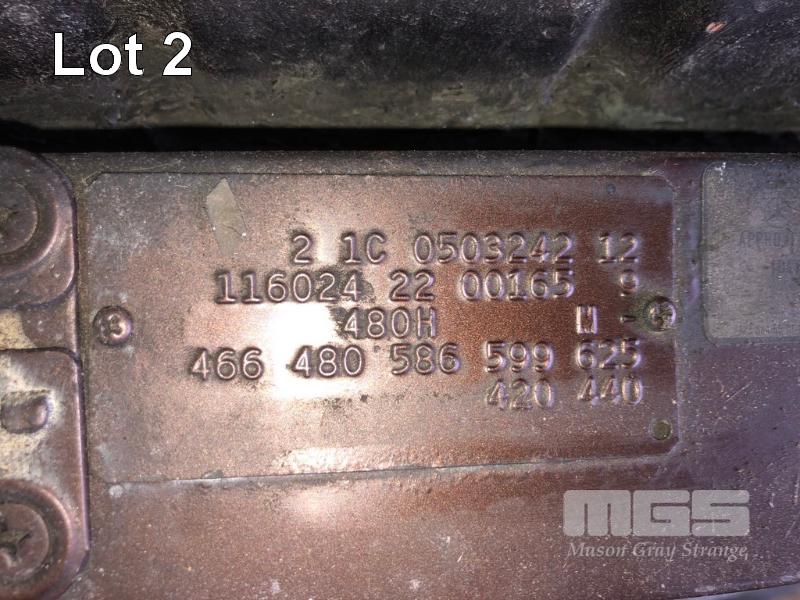 Lot 2
2 1C 0503242 12
116024 22 00165 9
480H M -
466 480 586 599 625
420 440
MGS
Mason Gray Strange